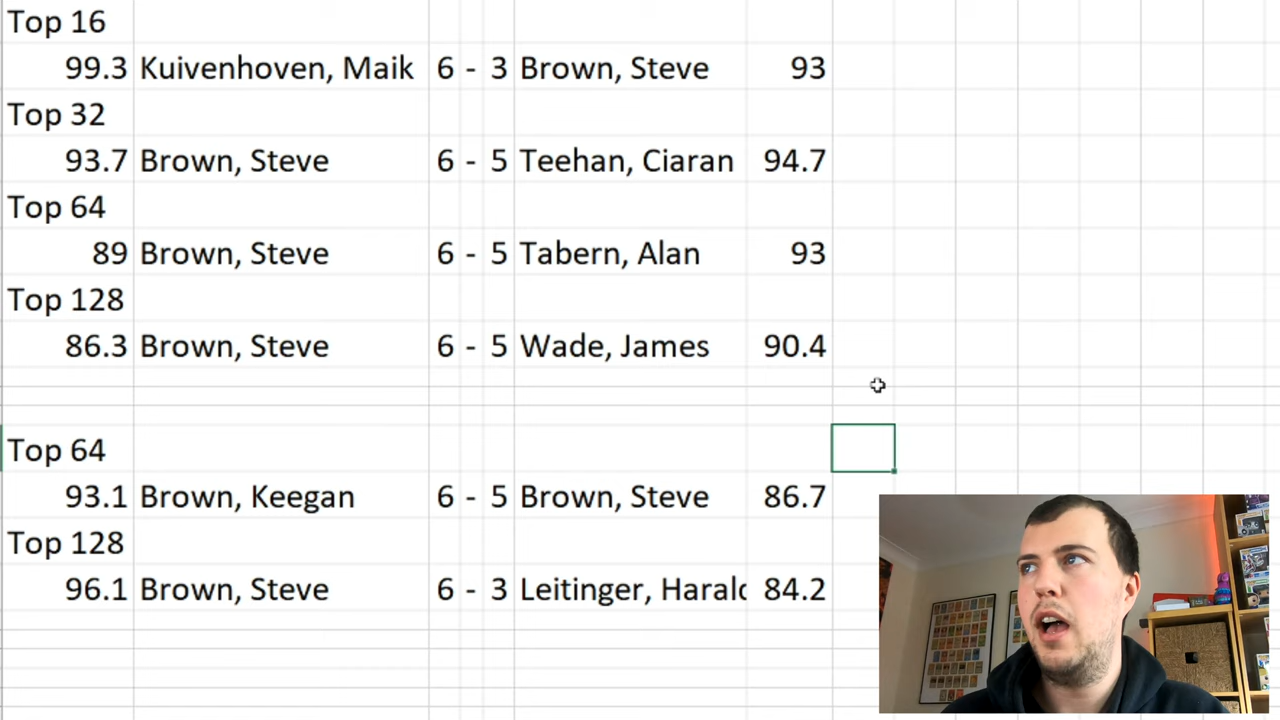 Top 16
99.3 Kuivenhoven, Maik 6 - 3 Brown, Steve 93
Top 32
93.7 Brown, Steve 6 - 5 Teehan, Ciaran 94.7
Top 64
89 Brown, Steve 6 - 5 Tabern, Alan 93
Top 128
86.3 Brown, Steve 6 - 5 Wade, James 90.4
Top 64
93.1 Brown, Keegan 6 - 5 Brown, Steve 86.7
Top 128
96.1 Brown, Steve 6 - 3 Leitinger, Harald 84.2